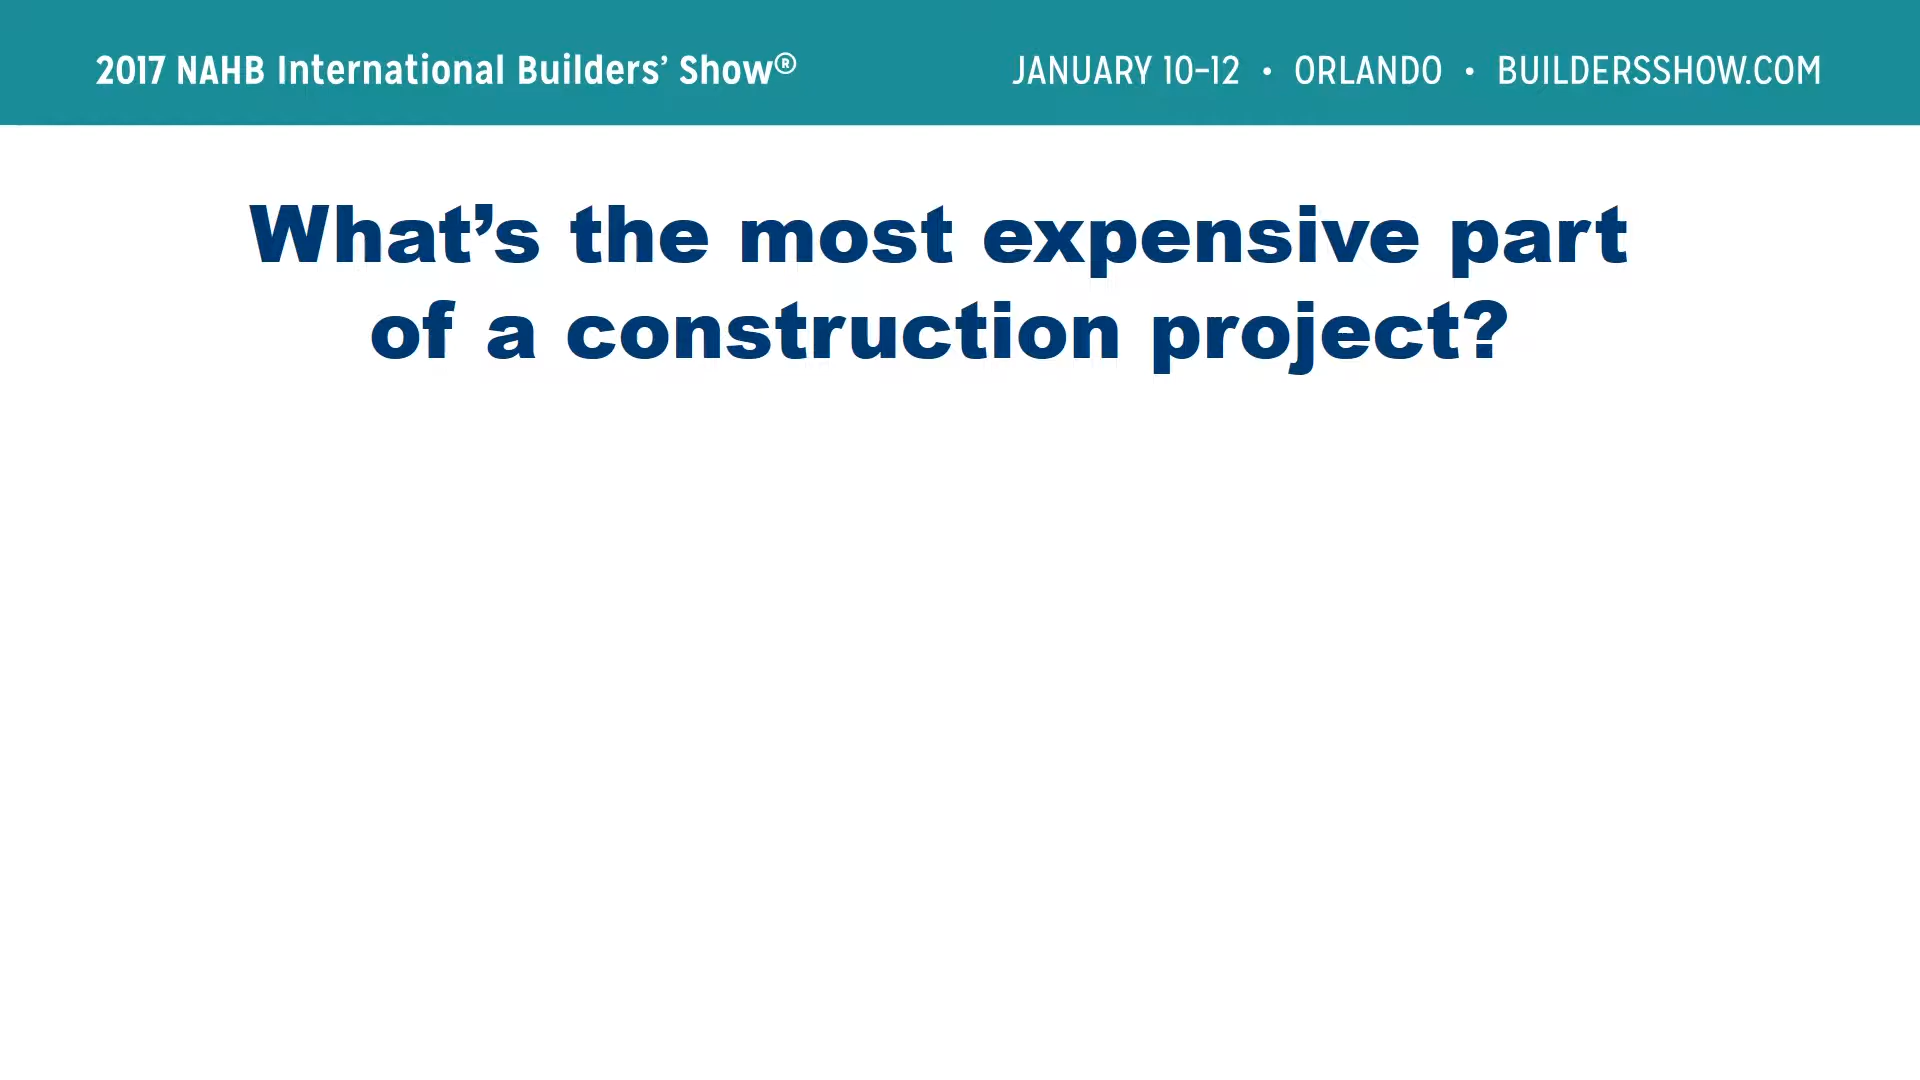 2017 NAHB International Builders’ Show® JANUARY 10–12 • ORLANDO • BUILDERSSHOW.COM
What’s the most expensive part
of a construction project?